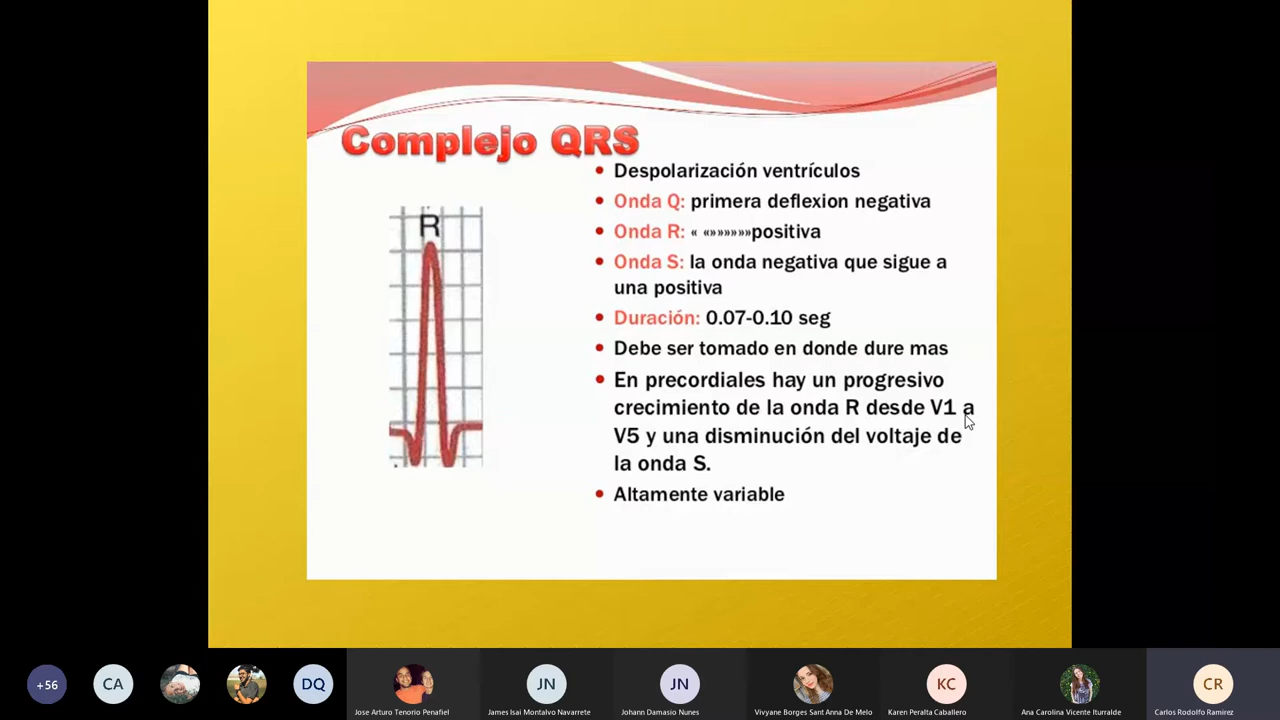 Complejo QRS
• Despolarización ventrículos
• Onda Q: primera deflexion negativa
• Onda R: « «»»»»»»positiva
• Onda S: la onda negativa que sigue a
una positiva
• Duración: 0.07-0.10 seg
• Debe ser tomado en donde dure mas
• En precordiales hay un progresivo
crecimiento de la onda R desde V1 a
V5 y una disminución del voltaje de
la onda S.
• Altamente variable
R
+56
CA
DQ
JN
JN
KC
CR
Jose Arturo Tenorio Penafiel
James Isai Montalvo Navarrete
Johann Damasio Nunes
Vivyane Borges Sant Anna De Melo
Karen Peralta Caballero
Ana Carolina Vicente Iturralde
Carlos Rodolfo Ramirez